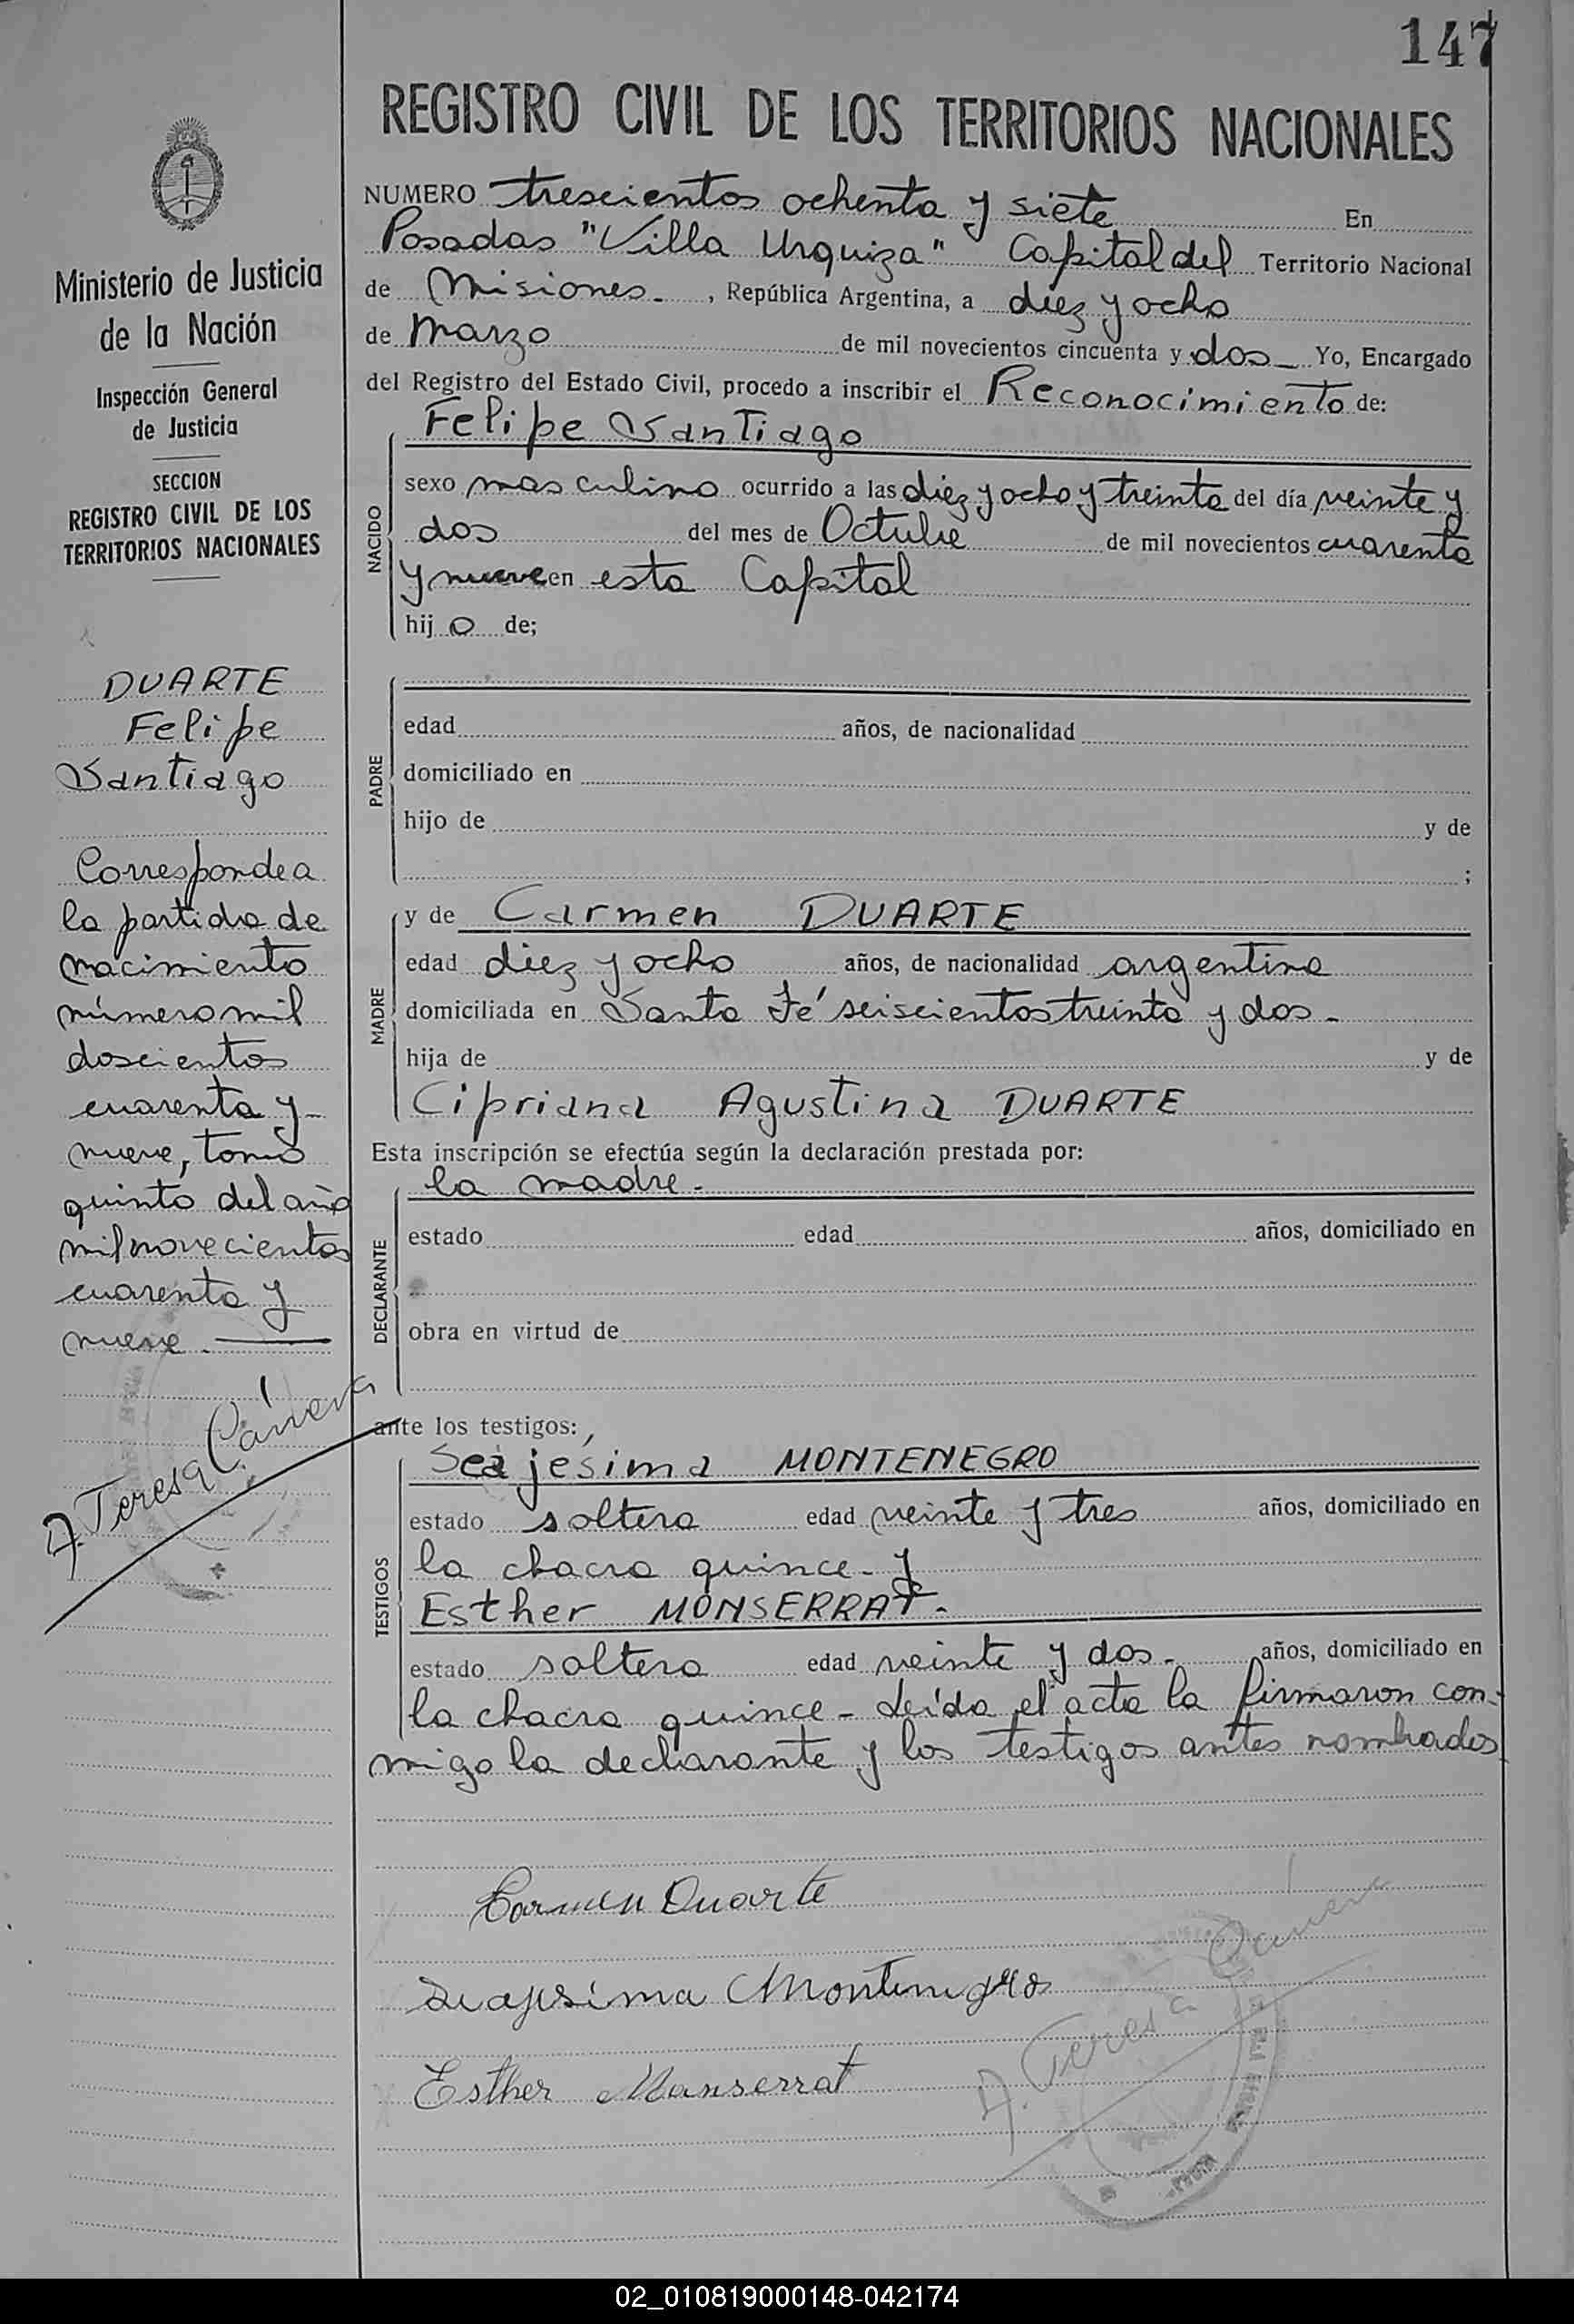 147
REGISTRO CIVIL DE LOS TERRITORIOS NACIONALES
NUMERO trescientos ochenta y siete En
Posadas "Villa Urquiza" Capital del Territorio Nacional
de Misiones. , República Argentina, a diez y ocho
de Marzo de mil novecientos cincuenta y dos Yo, Encargado
del Registro del Estado Civil, procedo a inscribir el Reconocimiento de:
Felipe Santiago
NACIDO
sexo masculino ocurrido a las diez y ocho y treinta del día veinte y
dos del mes de Octubre de mil novecientos cuarenta
y nueve en esta Capital
hijo de;
PADRE
edad años, de nacionalidad
domiciliado en
hijo de y de
;
MADRE
y de Carmen DUARTE
edad diez y ocho años, de nacionalidad argentina
domiciliada en Santa Fé seiscientos treinta y dos.
hija de y de
Cipriana Agustina DUARTE
Esta inscripción se efectúa según la declaración prestada por:
la madre.
DECLARANTE
estado edad años, domiciliado en
obra en virtud de
ante los testigos:
TESTIGOS
Seajésima MONTENEGRO
estado soltera edad veinte y tres años, domiciliado en
la chacra quince. y
Esther MONSERRAT.
estado soltera edad veinte y dos. años, domiciliado en
la chacra quince - Leída el acta la firmaron con-
migo la declarante y los testigos antes nombrados
Carmen Duarte
Seajesima Montenegro
Esther Monserrat
Teresa
Ministerio de Justicia
de la Nación
Inspección General
de Justicia
SECCION
REGISTRO CIVIL DE LOS
TERRITORIOS NACIONALES
DUARTE
Felipe
Santiago
Corresponde a
la partida de
nacimiento
número mil
doscientos
cuarenta y
nueve, tomo
quinto del año
mil novecientos
cuarenta y
nueve.
Teresa
02_010819000148-042174